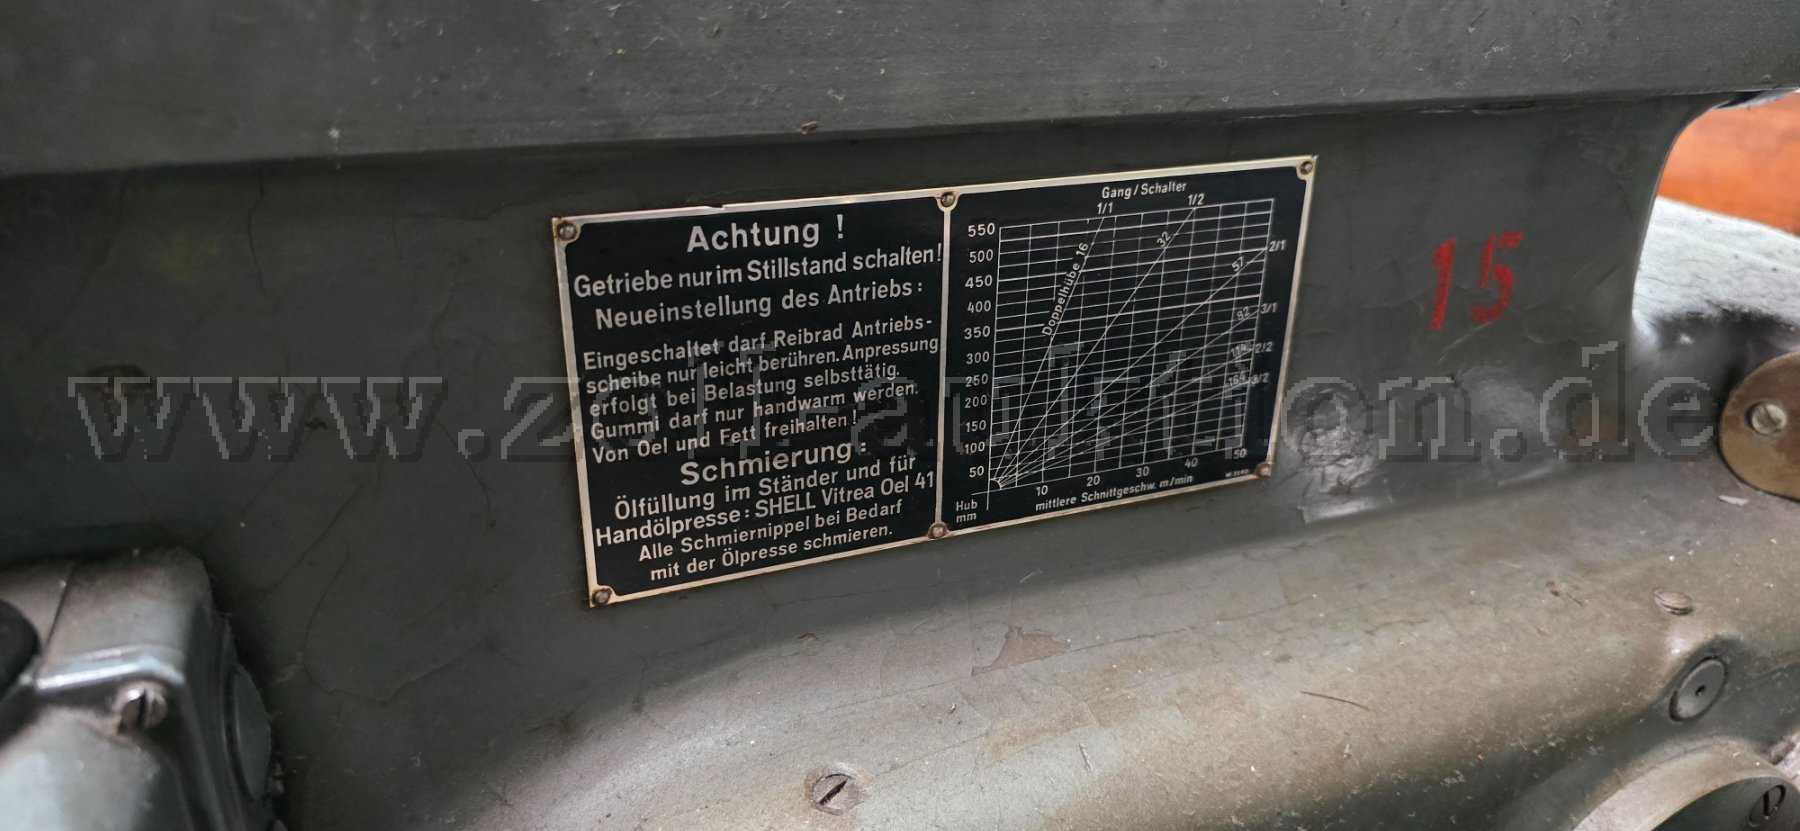 Achtung !
Getriebe nur im Stillstand schalten!
Neueinstellung des Antriebs:
Eingeschaltet darf Reibrad Antriebs-
scheibe nur leicht berühren. Anpressung
erfolgt bei Belastung selbsttätig.
Gummi darf nur handwarm werden.
Von Oel und Fett freihalten!
Schmierung:
Ölfüllung im Ständer und für
Handölpresse: SHELL Vitrea Oel 41
Alle Schmiernippel bei Bedarf
mit der Ölpresse schmieren.
Gang/Schalter
1/1
1/2
2/1
3/1
2/2
3/2
Doppelhübe 16
32
57
92
114
550
500
450
400
350
300
250
200
150
100
50
10
20
30
40
50
Hub
mm
mittlere Schnittgeschw. m/min
15
www.zoll-auktion.de